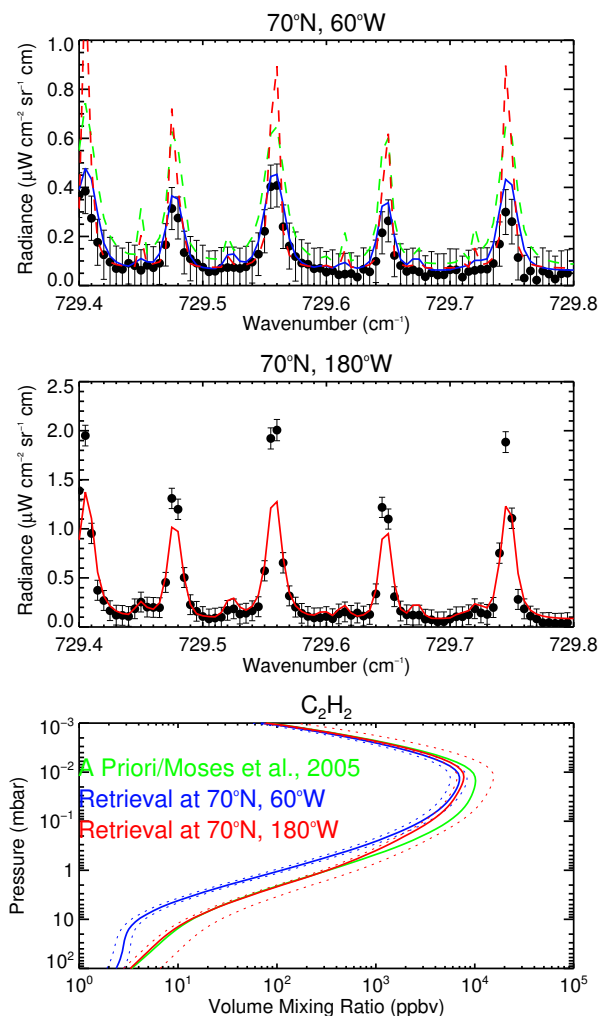 70°N, 60°W
1.0
0.8
0.6
0.4
0.2
0.0
Radiance (μW cm⁻² sr⁻¹ cm)
729.4 729.5 729.6 729.7 729.8
Wavenumber (cm⁻¹)
70°N, 180°W
2.5
2.0
1.5
1.0
0.5
0.0
Radiance (μW cm⁻² sr⁻¹ cm)
729.4 729.5 729.6 729.7 729.8
Wavenumber (cm⁻¹)
C₂H₂
10⁻³
10⁻²
10⁻¹
1
10
10²
Pressure (mbar)
A Priori/Moses et al., 2005
Retrieval at 70°N, 60°W
Retrieval at 70°N, 180°W
10⁰ 10¹ 10² 10³ 10⁴ 10⁵
Volume Mixing Ratio (ppbv)